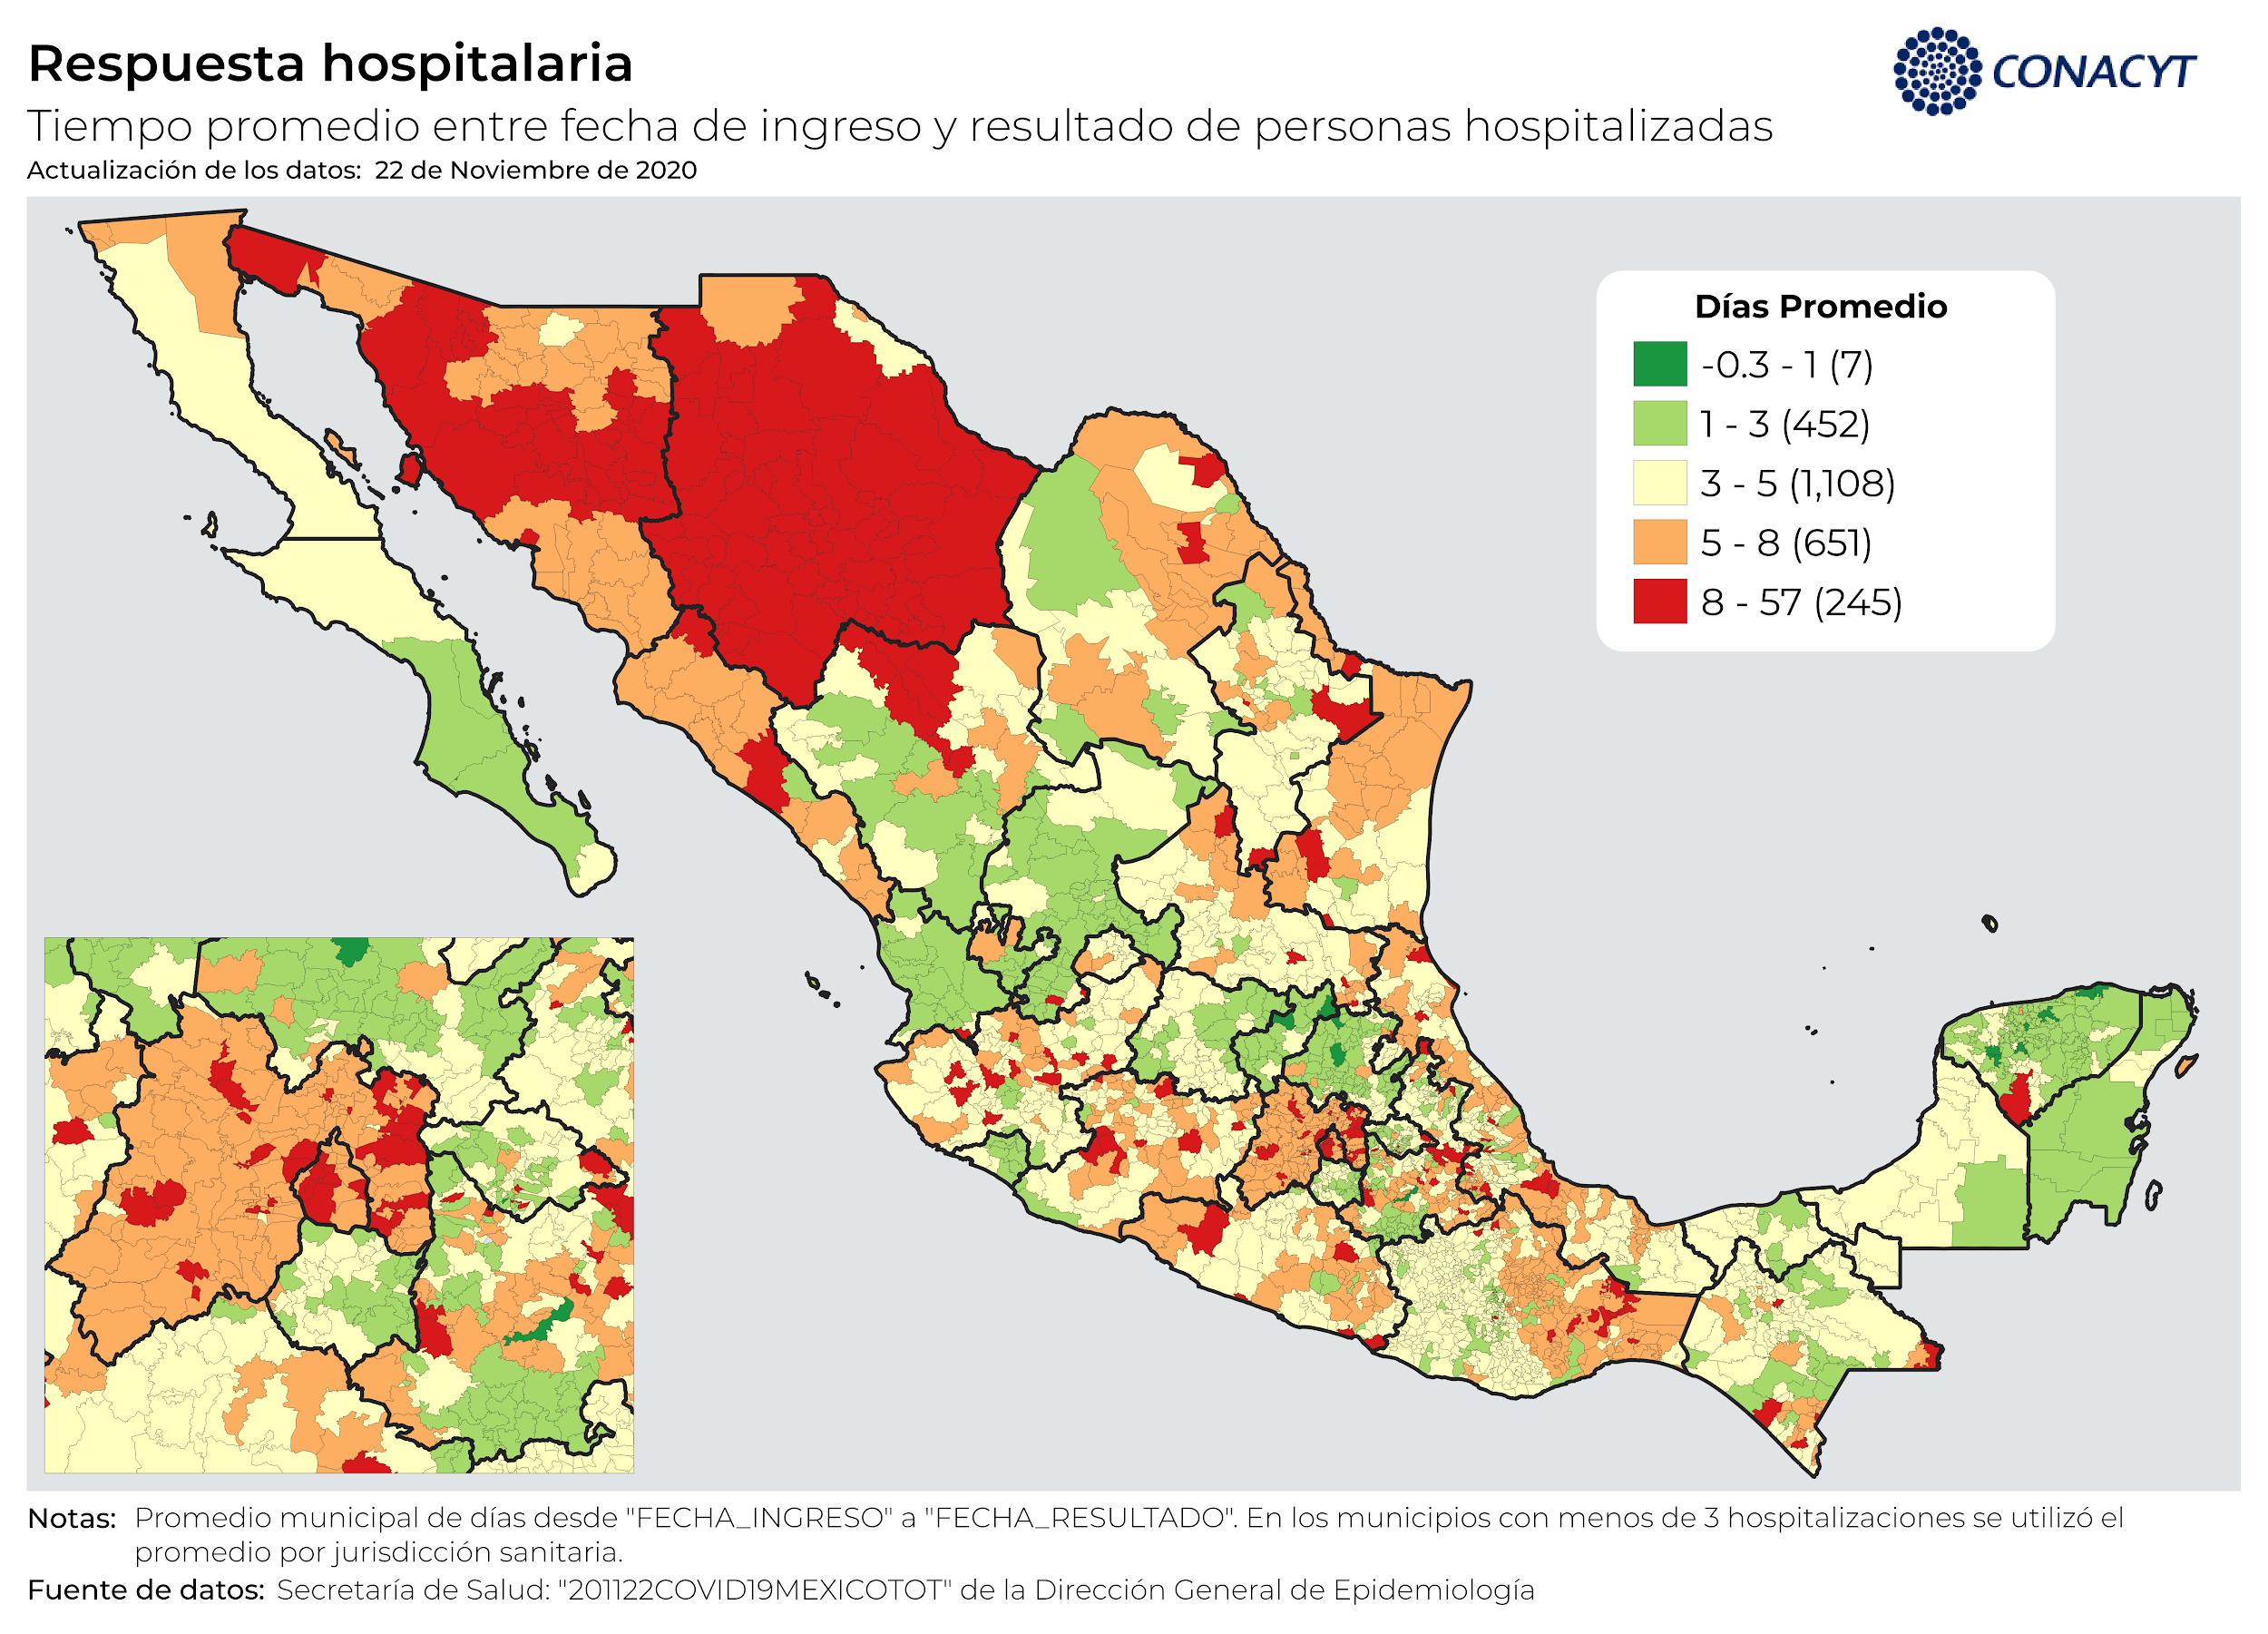 Respuesta hospitalaria
CONACYT
Tiempo promedio entre fecha de ingreso y resultado de personas hospitalizadas
Actualización de los datos: 22 de Noviembre de 2020
Días Promedio
-0.3 - 1 (7)
1 - 3 (452)
3 - 5 (1,108)
5 - 8 (651)
8 - 57 (245)
Notas: Promedio municipal de días desde "FECHA_INGRESO" a "FECHA_RESULTADO". En los municipios con menos de 3 hospitalizaciones se utilizó el
promedio por jurisdicción sanitaria.
Fuente de datos: Secretaría de Salud: "201122COVID19MEXICOTOT" de la Dirección General de Epidemiología